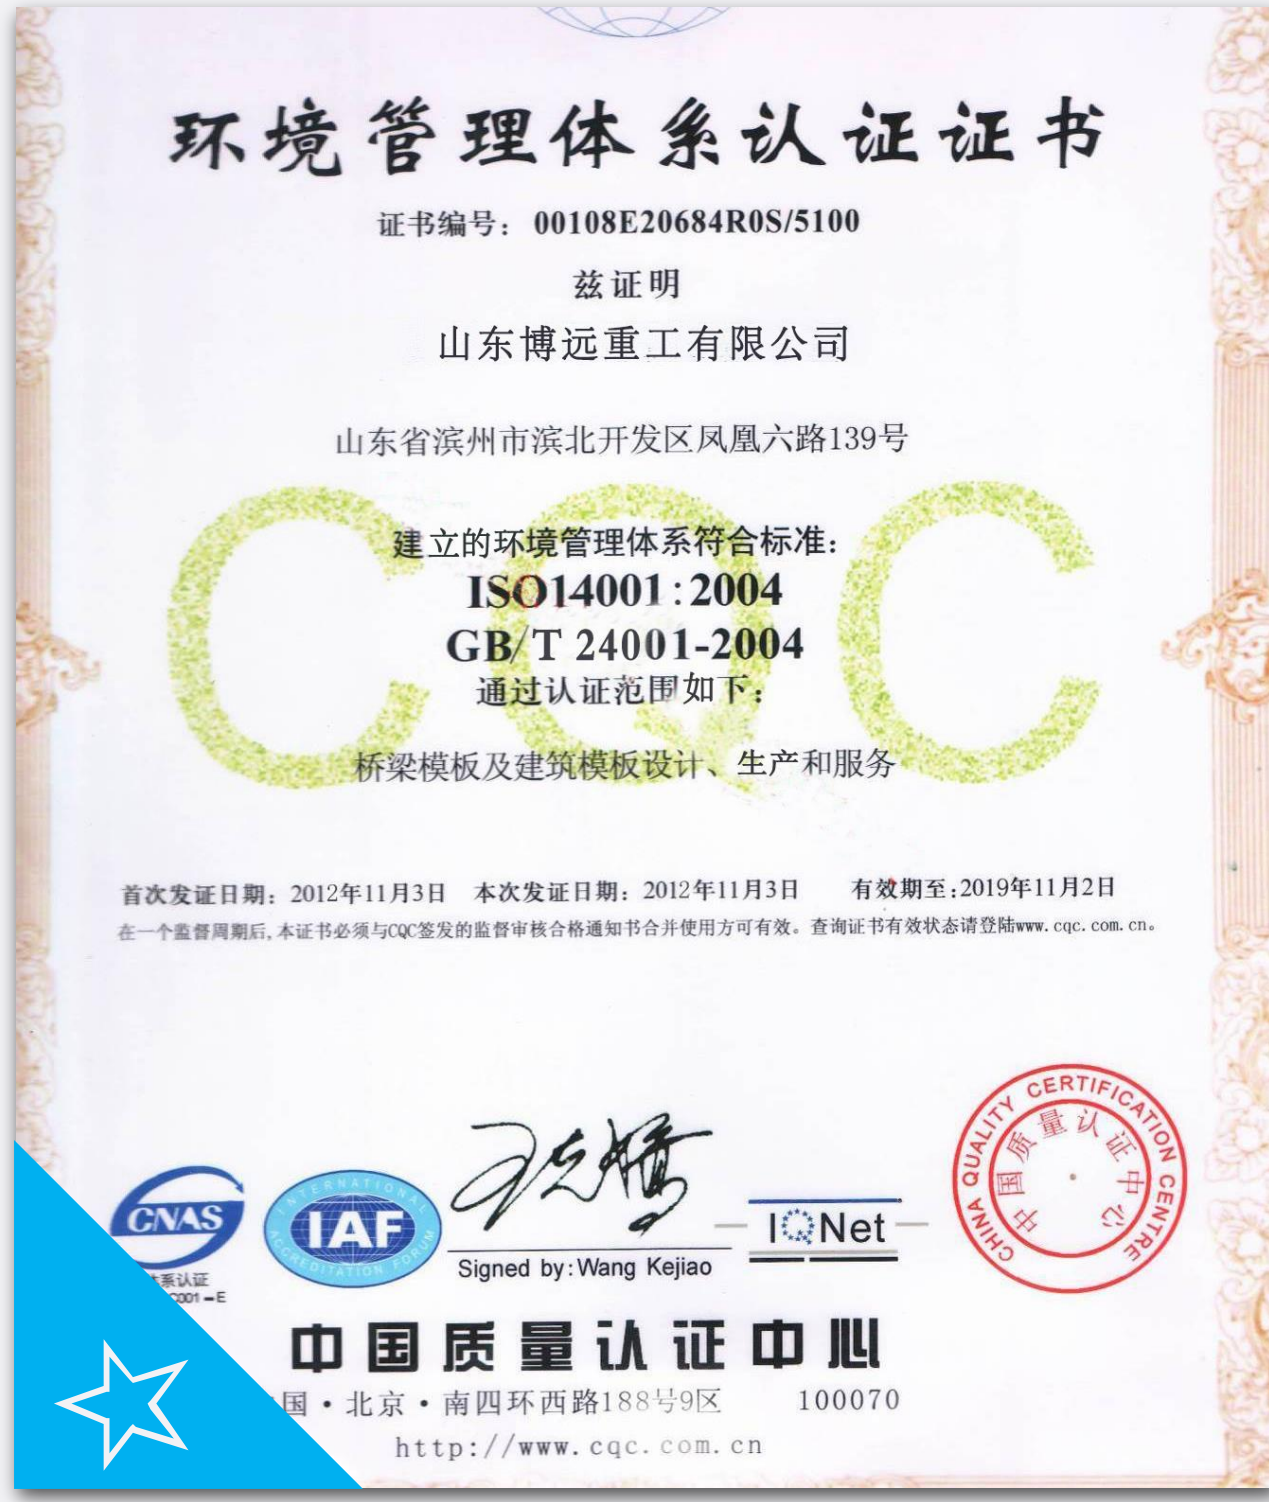 环境管理体系认证证书
证书编号：00108E20684R0S/5100
兹证明
山东博远重工有限公司
山东省滨州市滨北开发区凤凰六路139号
CQC
建立的环境管理体系符合标准：
ISO14001:2004
GB/T 24001-2004
通过认证范围如下：
桥梁模板及建筑模板设计、生产和服务
首次发证日期：2012年11月3日 本次发证日期：2012年11月3日 有效期至：2019年11月2日
在一个监督周期后，本证书必须与CQC签发的监督审核合格通知书合并使用方可有效。查询证书有效状态请登陆www.cqc.com.cn。
CNAS
体系认证
C001-E
INTERNATIONAL
IAF
ACCREDITATION FORUM
Signed by:Wang Kejiao
IQNet
CHINA QUALITY CERTIFICATION CENTRE
中国质量认证中心
中国质量认证中心
国·北京·南四环西路188号9区 100070
http://www.cqc.com.cn